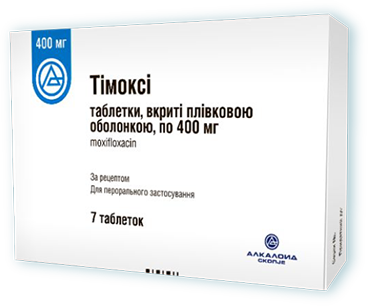 400 мг
Тімоксі
таблетки, вкриті плівковою
оболонкою, по 400 мг
moxifloxacin
За рецептом
Для перорального застосування
7 таблеток
АЛКАЛОИД
СКОПЈЕ